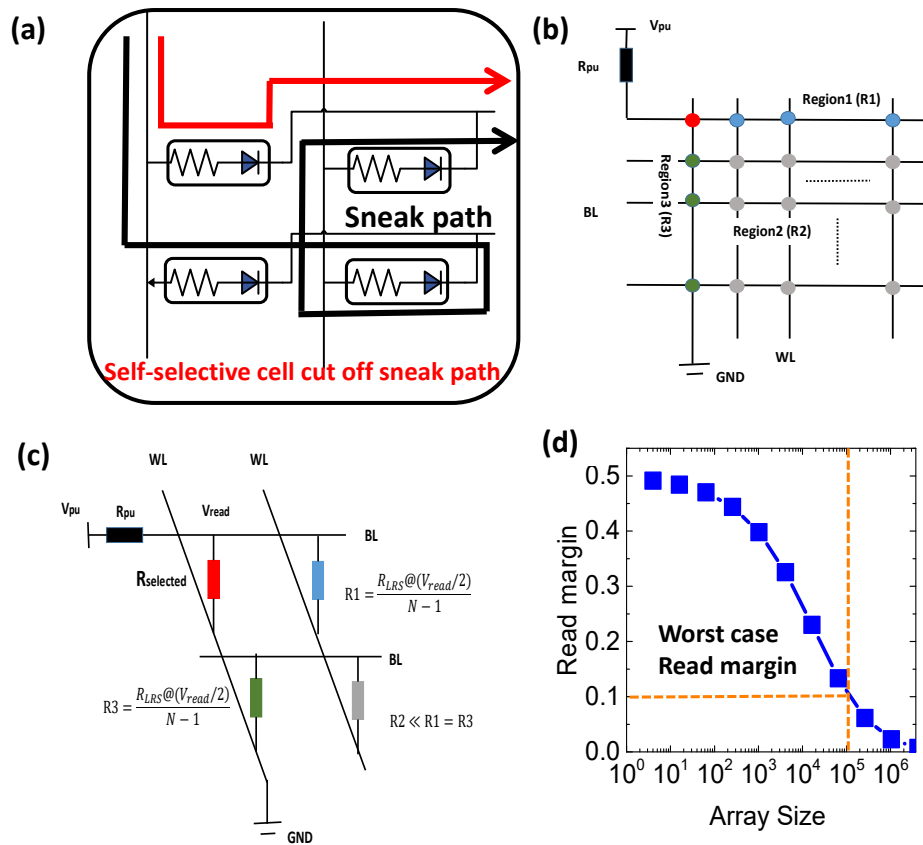 (a)
Sneak path
Self-selective cell cut off sneak path
(b)
Vpu
Rpu
Region1 (R1)
Region3 (R3)
BL
Region2 (R2)
WL
GND
(c)
WL
WL
Vpu
Rpu
Vread
BL
Rselected
R1 = R_LRS@(V_read/2) / N − 1
BL
R3 = R_LRS@(V_read/2) / N − 1
R2 ≪ R1 = R3
GND
(d)
0.5
0.4
0.3
0.2
0.1
0.0
Read margin
Worst case
Read margin
10^0 10^1 10^2 10^3 10^4 10^5 10^6
Array Size